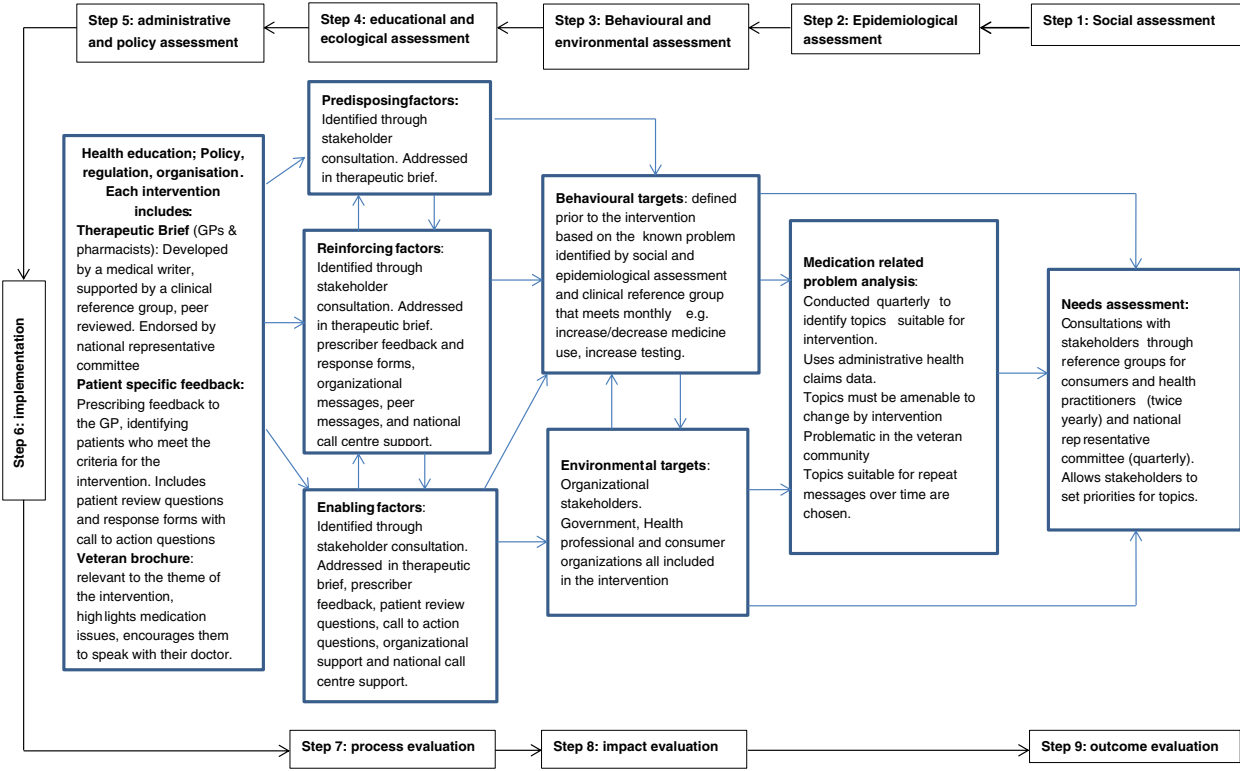 Step 5: administrative
and policy assessment
Step 4: educational and
ecological assessment
Step 3: Behavioural and
environmental assessment
Step 2: Epidemiological
assessment
Step 1: Social assessment
Health education; Policy,
regulation, organisation.
Each intervention
includes:
Therapeutic Brief (GPs &
pharmacists): Developed
by a medical writer,
supported by a clinical
reference group, peer
reviewed. Endorsed by
national representative
committee
Patient specific feedback:
Prescribing feedback to
the GP, identifying
patients who meet the
criteria for the
intervention. Includes
patient review questions
and response forms with
call to action questions
Veteran brochure:
relevant to the theme of
the intervention,
highlights medication
issues, encourages them
to speak with their doctor.
Predisposing factors:
Identified through
stakeholder
consultation. Addressed
in therapeutic brief.
Reinforcing factors:
Identified through
stakeholder
consultation. Addressed
in therapeutic brief.
prescriber feedback and
response forms,
organizational
messages, peer
messages, and national
call centre support.
Enabling factors:
Identified through
stakeholder consultation.
Addressed in therapeutic
brief, prescriber
feedback, patient review
questions, call to action
questions, organizational
support and national call
centre support.
Behavioural targets: defined
prior to the intervention
based on the known problem
identified by social and
epidemiological assessment
and clinical reference group
that meets monthly e.g.
increase/decrease medicine
use, increase testing.
Environmental targets:
Organizational
stakeholders.
Government, Health
professional and consumer
organizations all included
in the intervention
Medication related
problem analysis:
Conducted quarterly to
identify topics suitable for
intervention.
Uses administrative health
claims data.
Topics must be amenable to
change by intervention
Problematic in the veteran
community
Topics suitable for repeat
messages over time are
chosen.
Needs assessment:
Consultations with
stakeholders through
reference groups for
consumers and health
practitioners (twice
yearly) and national
representative
committee (quarterly).
Allows stakeholders to
set priorities for topics.
Step 6: implementation
Step 7: process evaluation
Step 8: impact evaluation
Step 9: outcome evaluation